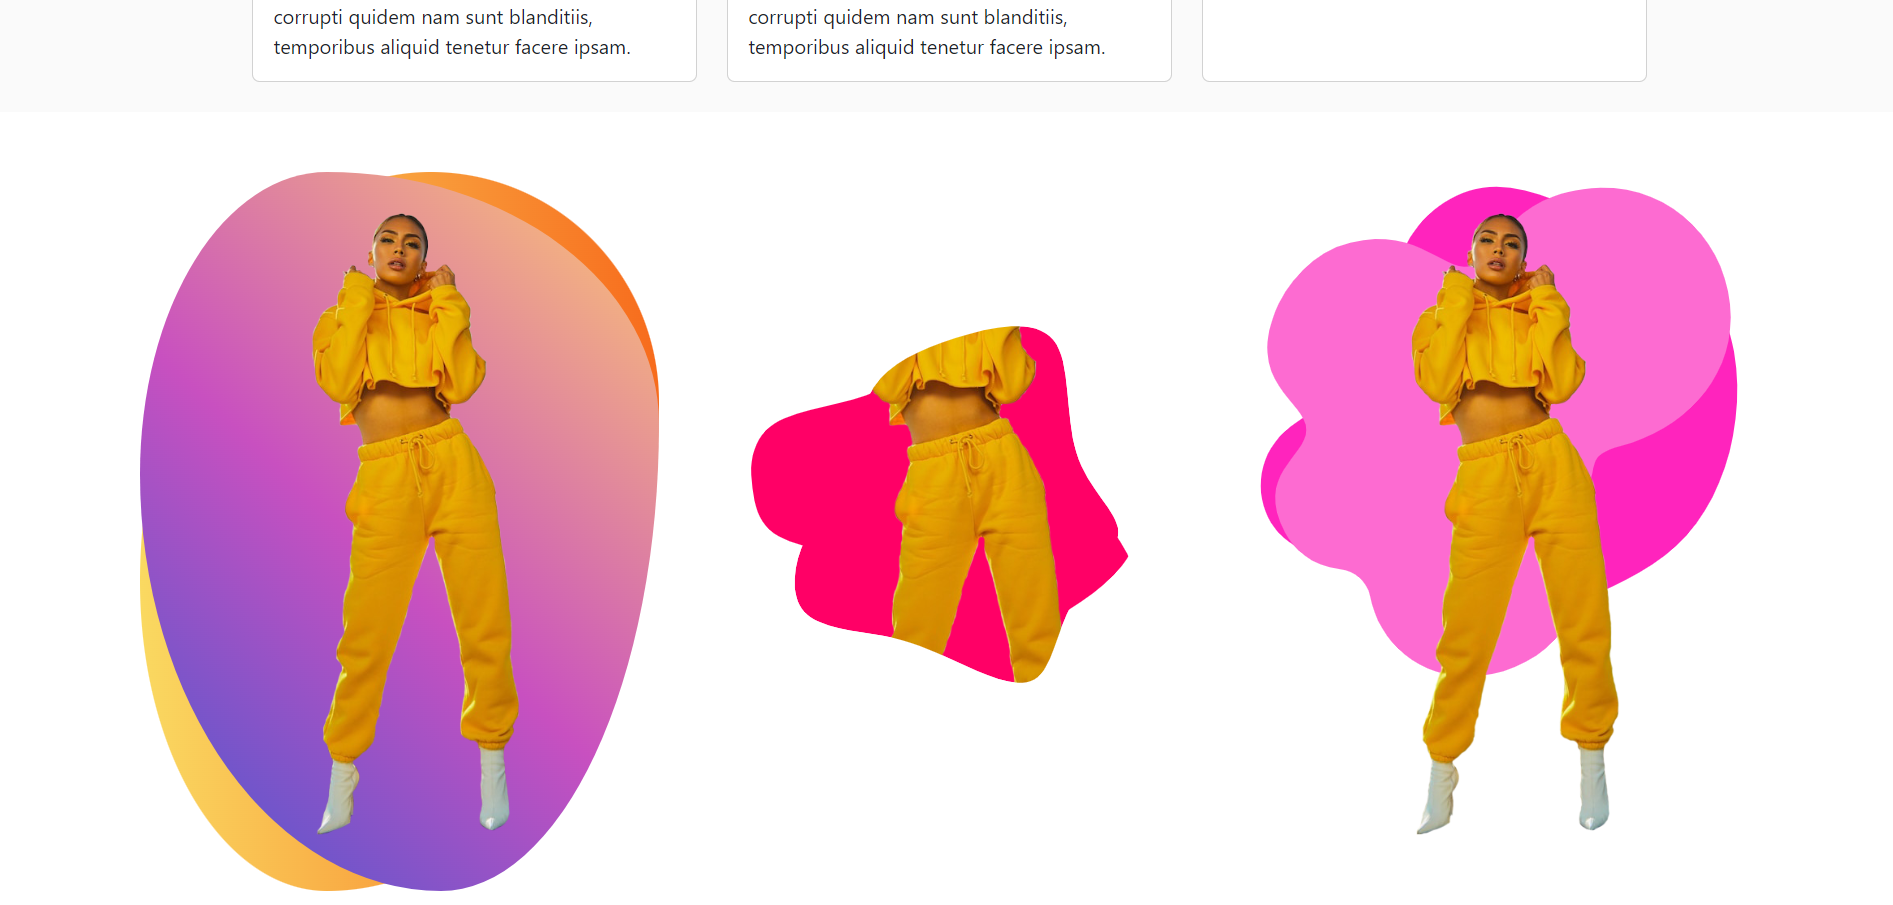 corrupti quidem nam sunt blanditiis,
temporibus aliquid tenetur facere ipsam.
corrupti quidem nam sunt blanditiis,
temporibus aliquid tenetur facere ipsam.